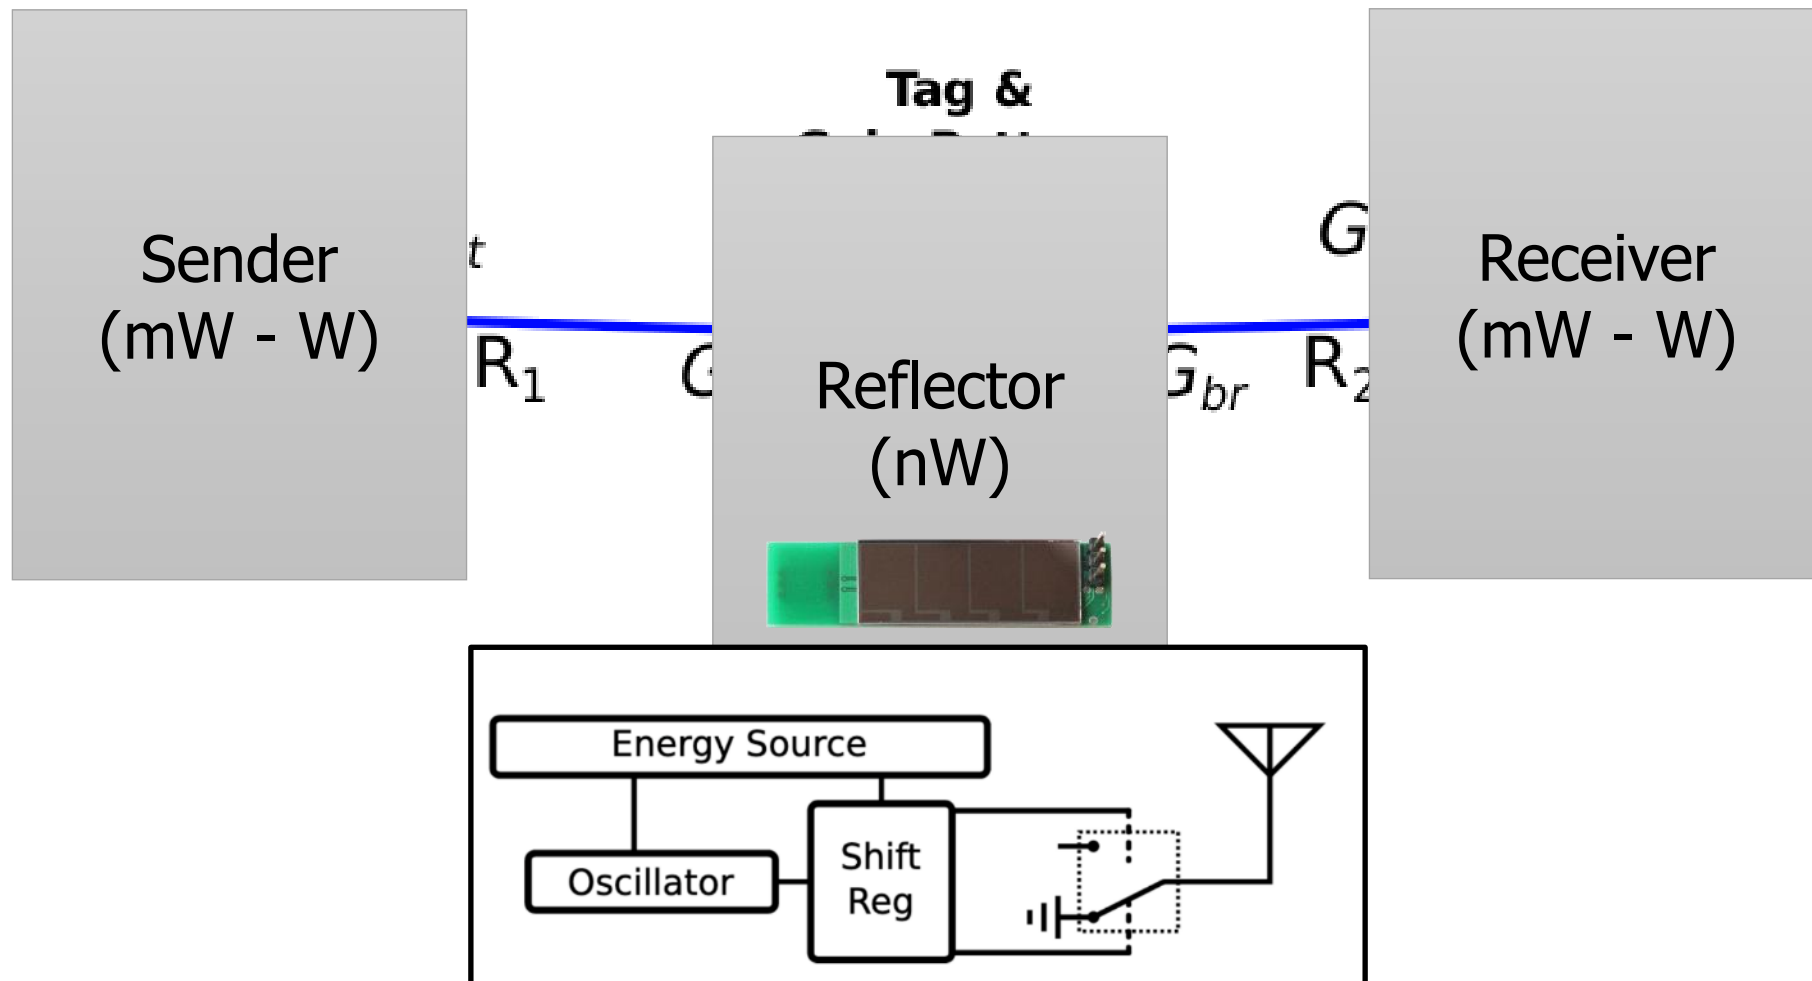 Tag &
Sender
(mW - W)
t
R1
G
Reflector
(nW)
Gbr
R2
G
Receiver
(mW - W)
Energy Source
Oscillator
Shift
Reg